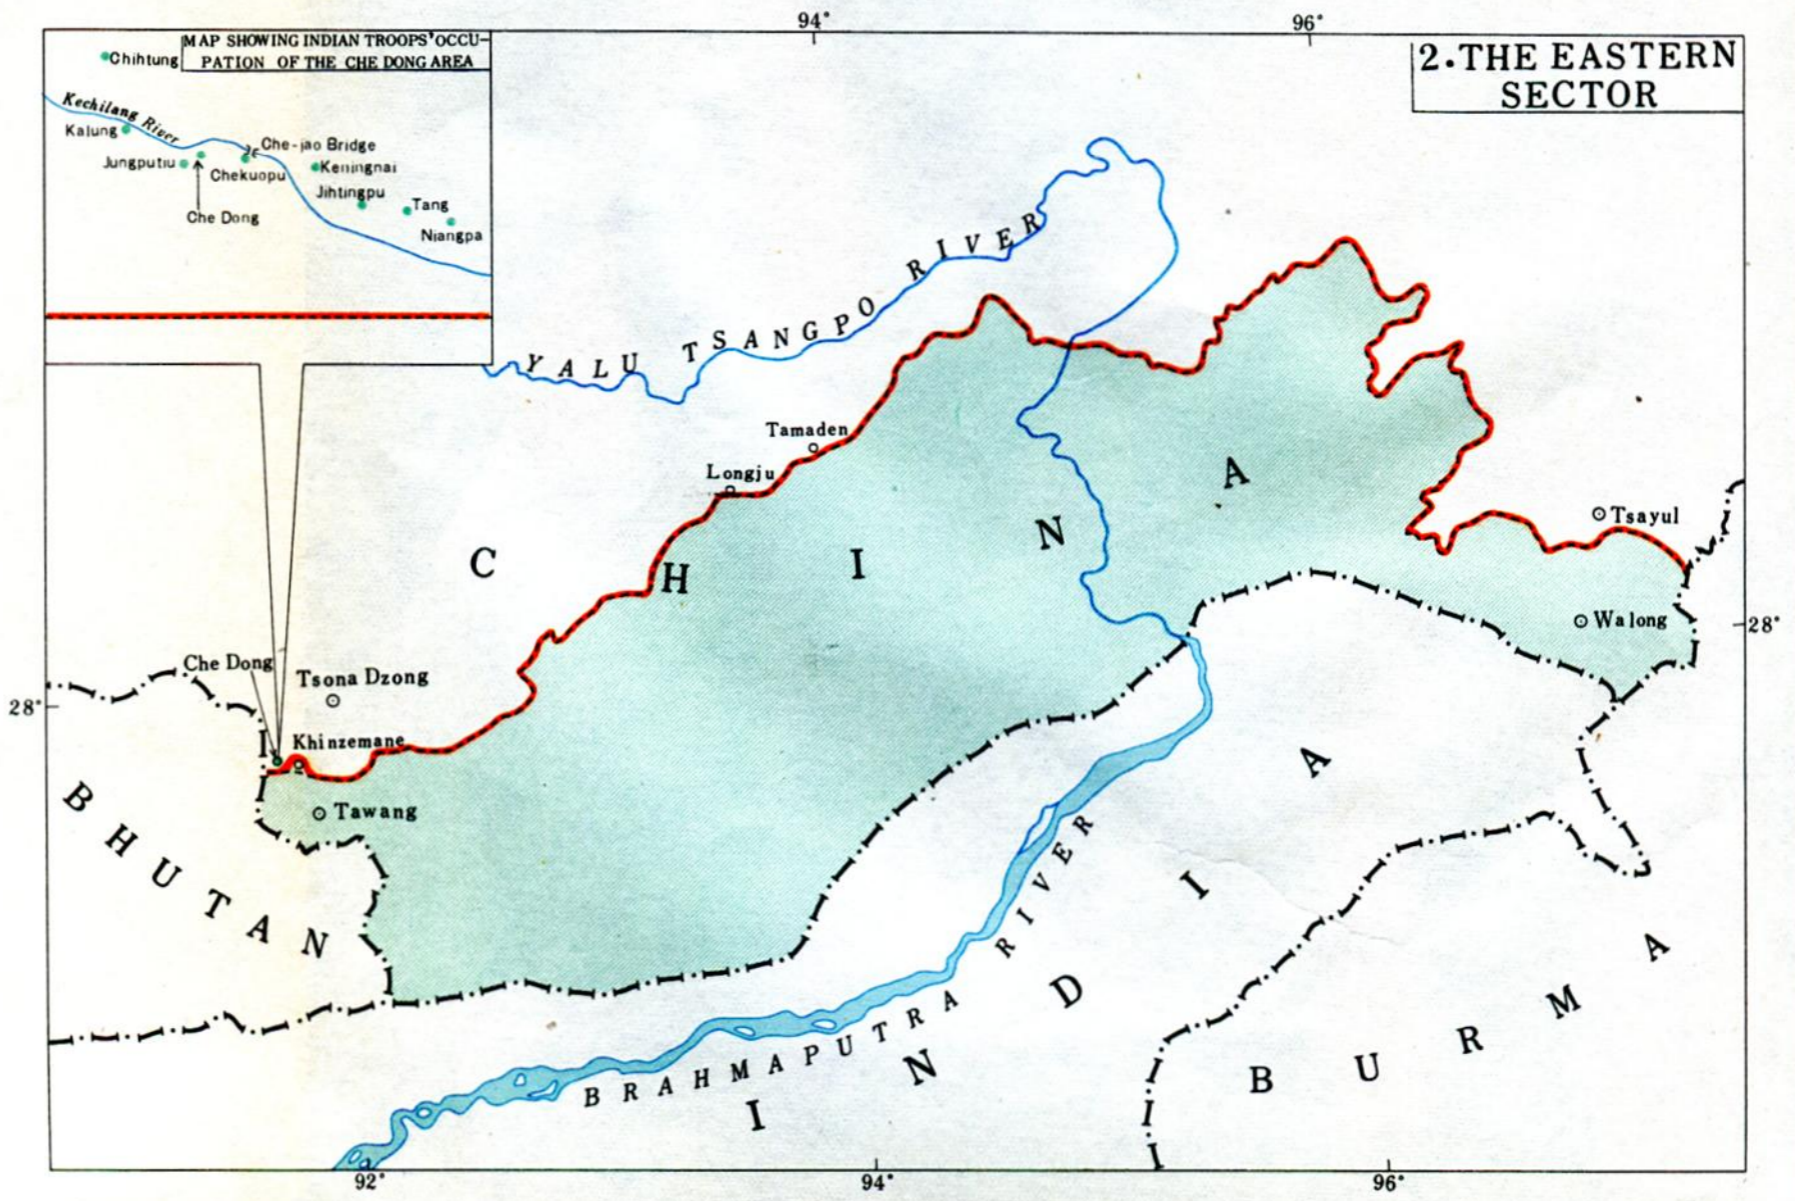 94°
96°
MAP SHOWING INDIAN TROOPS' OCCU-
PATION OF THE CHE DONG AREA
2. THE EASTERN
SECTOR
Chihtung
Kechilang River
Kalung
Che-jao Bridge
Jungputiu
Chekuopu
Keningnai
Jihtingpu
Che Dong
Tang
Niangpa
YALU TSANGPO RIVER
Tamaden
Longju
CHINA
Tsayul
Walong
28°
Che Dong
Tsona Dzong
28°
Khinzemane
Tawang
BHUTAN
BRAHMAPUTRA RIVER
INDIA
BURMA
92°
94°
96°